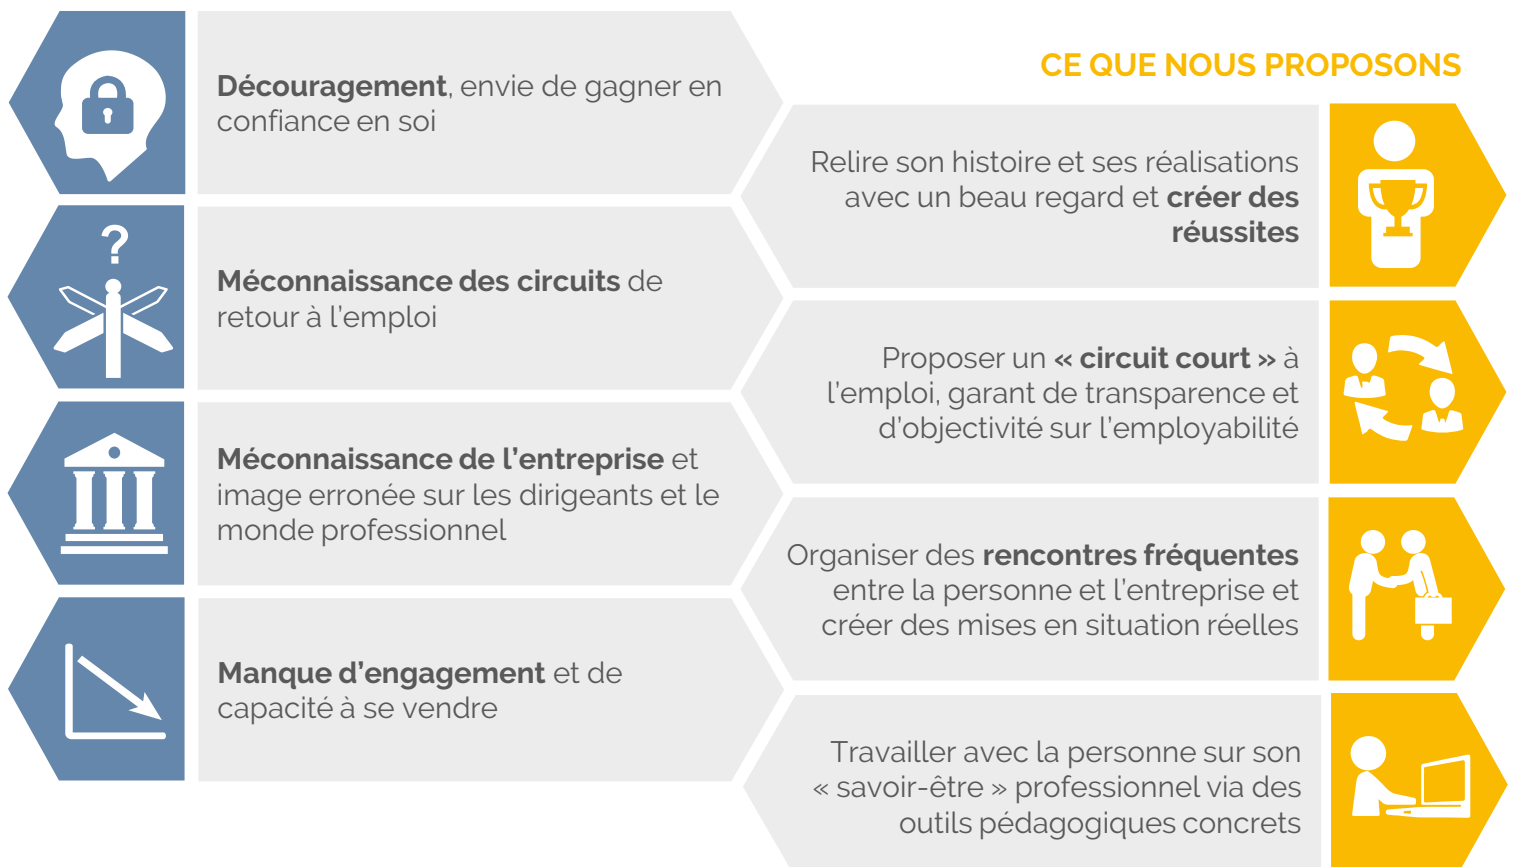 Découragement, envie de gagner en
confiance en soi
?
Méconnaissance des circuits de
retour à l’emploi
Méconnaissance de l’entreprise et
image erronée sur les dirigeants et le
monde professionnel
Manque d’engagement et de
capacité à se vendre
CE QUE NOUS PROPOSONS
Relire son histoire et ses réalisations
avec un beau regard et créer des
réussites
Proposer un « circuit court » à
l’emploi, garant de transparence et
d’objectivité sur l’employabilité
Organiser des rencontres fréquentes
entre la personne et l’entreprise et
créer des mises en situation réelles
Travailler avec la personne sur son
« savoir-être » professionnel via des
outils pédagogiques concrets